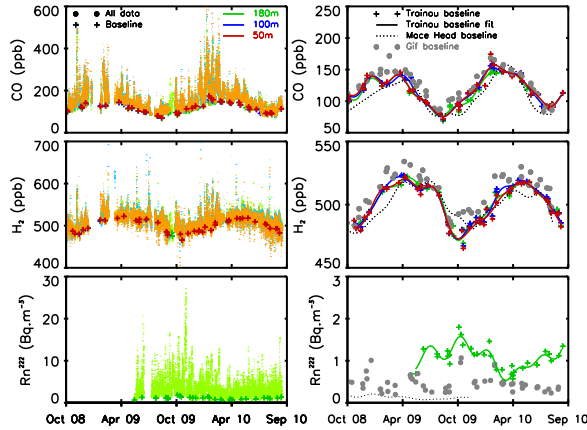 All data
Baseline
180m
100m
50m
CO (ppb)
600
400
200
0
Trainou baseline
Trainou baseline fit
Mace Head baseline
Gif baseline
CO (ppb)
250
200
150
100
50
H₂ (ppb)
700
600
500
400
H₂ (ppb)
550
500
450
Rn²²² (Bq.m⁻³)
30
20
10
0
Oct 08 Apr 09 Oct 09 Apr 10 Sep 10
Rn²²² (Bq.m⁻³)
3
2
1
0
Oct 08 Apr 09 Oct 09 Apr 10 Sep 10